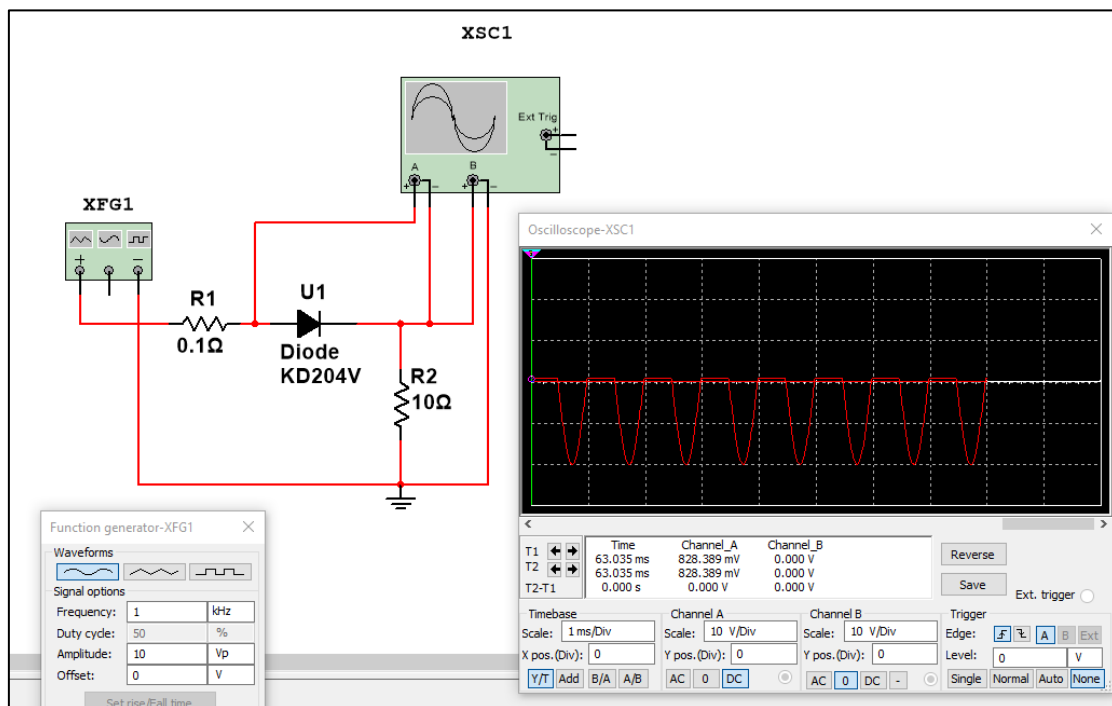 XSC1
Ext Trig
+
-
A
B
+ - + -
XFG1
+ -
R1
0.1Ω
U1
Diode
KD204V
R2
10Ω
Function generator-XFG1
Waveforms
Signal options
Frequency: 1 kHz
Duty cycle: 50 %
Amplitude: 10 Vp
Offset: 0 V
Set rise/Fall time
Oscilloscope-XSC1
Time Channel_A Channel_B
T1 63.035 ms 828.389 mV 0.000 V
T2 63.035 ms 828.389 mV 0.000 V
T2-T1 0.000 s 0.000 V 0.000 V
Reverse
Save
Ext. trigger
Timebase
Scale: 1 ms/Div
X pos.(Div): 0
Y/T Add B/A A/B
Channel A
Scale: 10 V/Div
Y pos.(Div): 0
AC 0 DC
Channel B
Scale: 10 V/Div
Y pos.(Div): 0
AC 0 DC -
Trigger
Edge: A B Ext
Level: 0 V
Single Normal Auto None